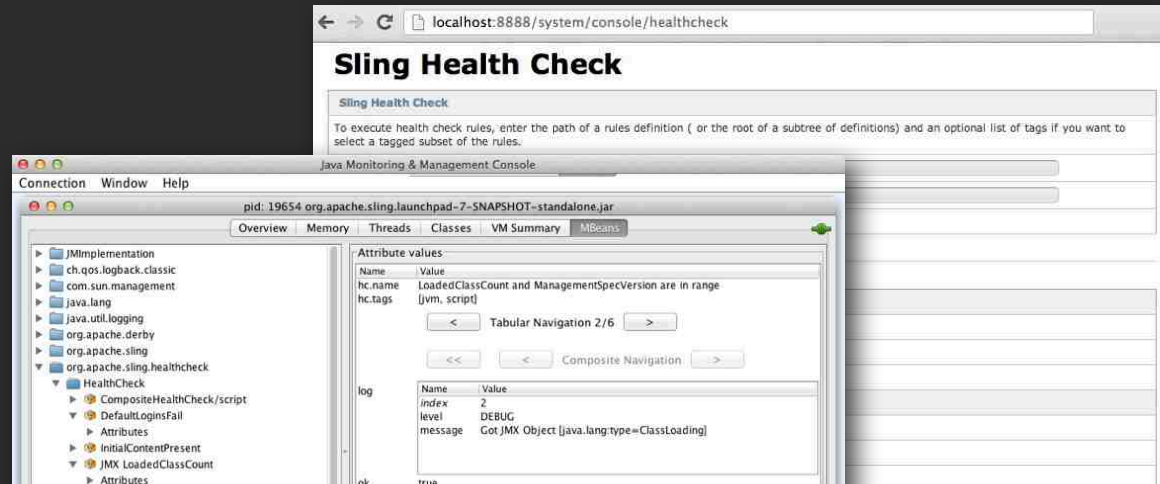 localhost:8888/system/console/healthcheck
Sling Health Check
Sling Health Check
To execute health check rules, enter the path of a rules definition ( or the root of a subtree of definitions) and an optional list of tags if you want to
select a tagged subset of the rules.
Java Monitoring & Management Console
Connection Window Help
pid: 19654 org.apache.sling.launchpad-7-SNAPSHOT-standalone.jar
Overview Memory Threads Classes VM Summary MBeans
JMImplementation
ch.qos.logback.classic
com.sun.management
java.lang
java.util.logging
org.apache.derby
org.apache.sling
org.apache.sling.healthcheck
HealthCheck
CompositeHealthCheck/script
DefaultLoginsFail
Attributes
InitialContentPresent
JMX LoadedClassCount
Attributes
Attribute values
Name Value
hc.name LoadedClassCount and ManagementSpecVersion are in range
hc.tags [jvm, script]
< Tabular Navigation 2/6 >
<< < Composite Navigation >
log
Name Value
index 2
level DEBUG
message Got JMX Object [java.lang:type=ClassLoading]
ok true